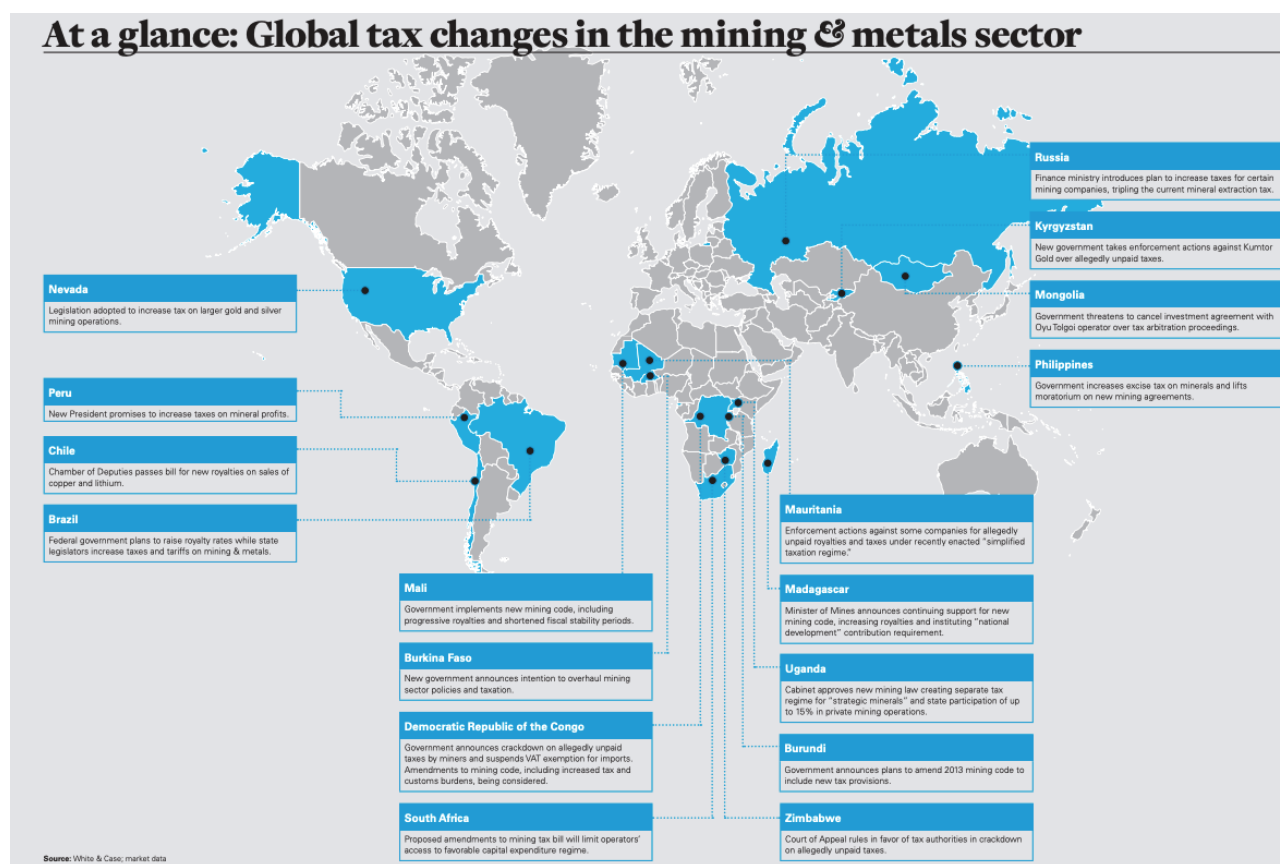 At a glance: Global tax changes in the mining & metals sector
Nevada
Legislation adopted to increase tax on larger gold and silver
mining operations.
Peru
New President promises to increase taxes on mineral profits.
Chile
Chamber of Deputies passes bill for new royalties on sales of
copper and lithium.
Brazil
Federal government plans to raise royalty rates while state
legislators increase taxes and tariffs on mining & metals.
Mali
Government implements new mining code, including
progressive royalties and shortened fiscal stability periods.
Burkina Faso
New government announces intention to overhaul mining
sector policies and taxation.
Democratic Republic of the Congo
Government announces crackdown on allegedly unpaid
taxes by miners and suspends VAT exemption for imports.
Amendments to mining code, including increased tax and
customs burdens, being considered.
South Africa
Proposed amendments to mining tax bill will limit operators'
access to favorable capital expenditure regime.
Russia
Finance ministry introduces plan to increase taxes for certain
mining companies, tripling the current mineral extraction tax.
Kyrgyzstan
New government takes enforcement actions against Kumtor
Gold over allegedly unpaid taxes.
Mongolia
Government threatens to cancel investment agreement with
Oyu Tolgoi operator over tax arbitration proceedings.
Philippines
Government increases excise tax on minerals and lifts
moratorium on new mining agreements.
Mauritania
Enforcement actions against some companies for allegedly
unpaid royalties and taxes under recently enacted “simplified
taxation regime.”
Madagascar
Minister of Mines announces continuing support for new
mining code, increasing royalties and instituting “national
development” contribution requirement.
Uganda
Cabinet approves new mining law creating separate tax
regime for “strategic minerals” and state participation of up
to 15% in private mining operations.
Burundi
Government announces plans to amend 2013 mining code to
include new tax provisions.
Zimbabwe
Court of Appeal rules in favor of tax authorities in crackdown
on allegedly unpaid taxes.
Source: White & Case; market data